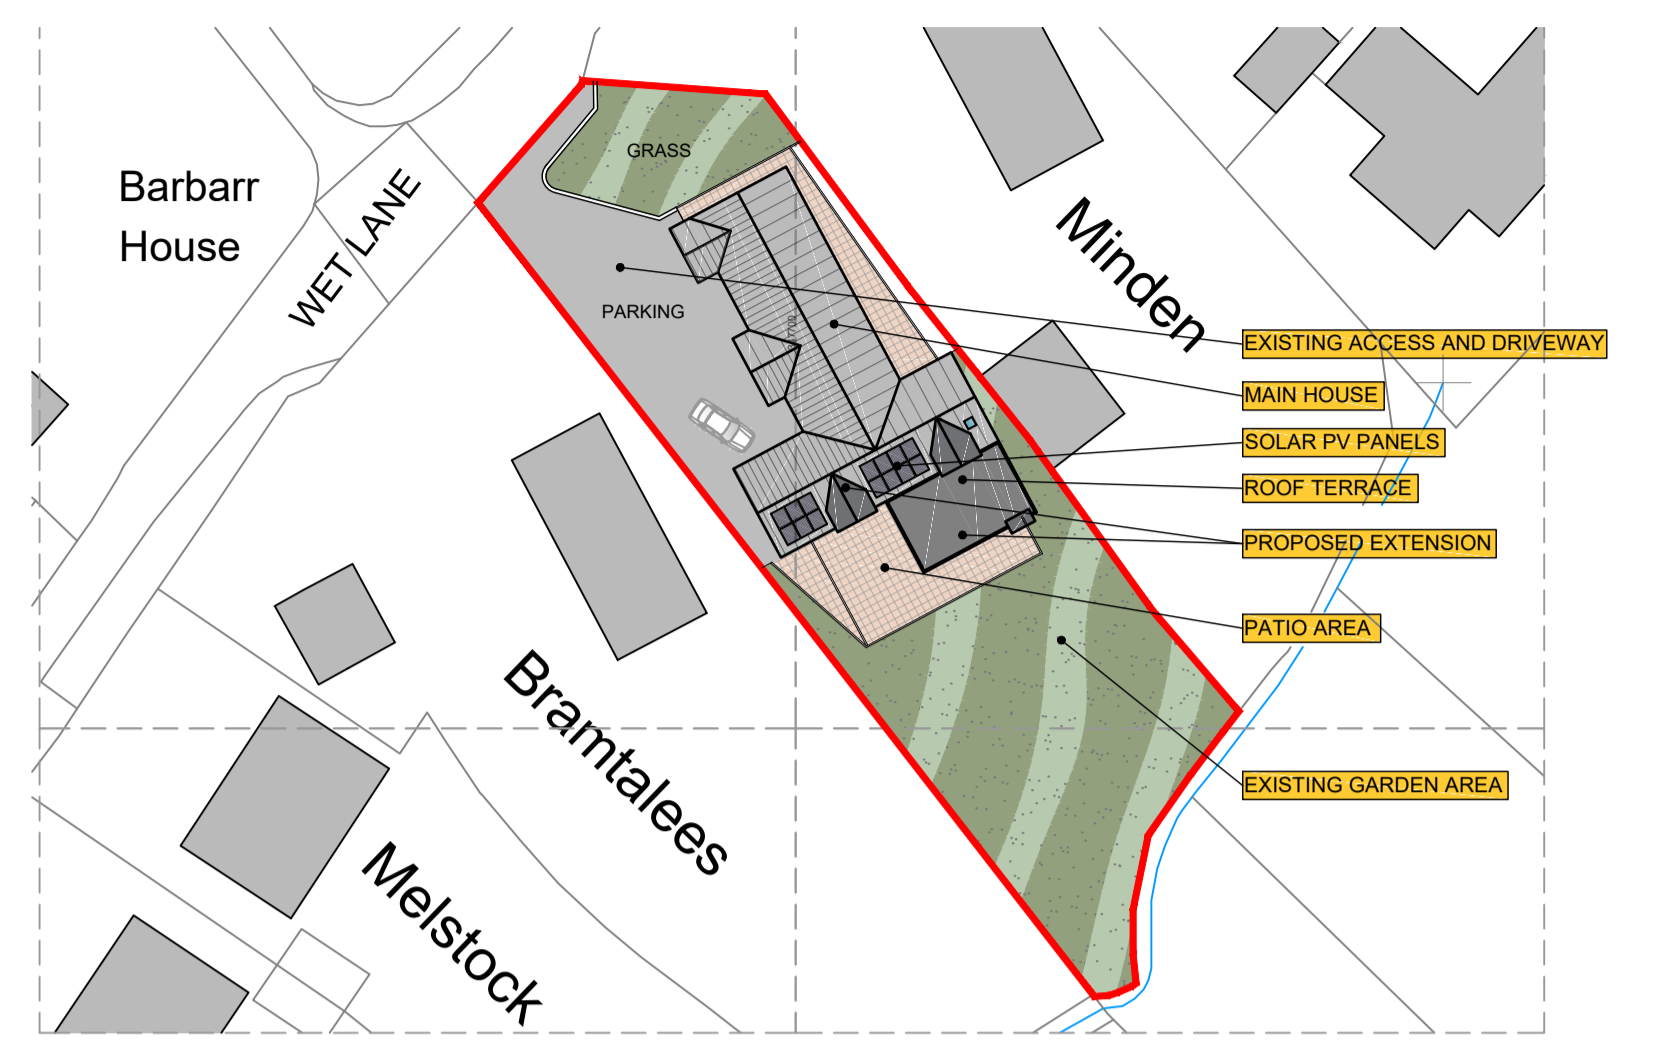 Barbarr
House
WET LANE
GRASS
PARKING
Minden
EXISTING ACCESS AND DRIVEWAY
MAIN HOUSE
SOLAR PV PANELS
ROOF TERRACE
PROPOSED EXTENSION
PATIO AREA
EXISTING GARDEN AREA
Bramtalees
Melstock